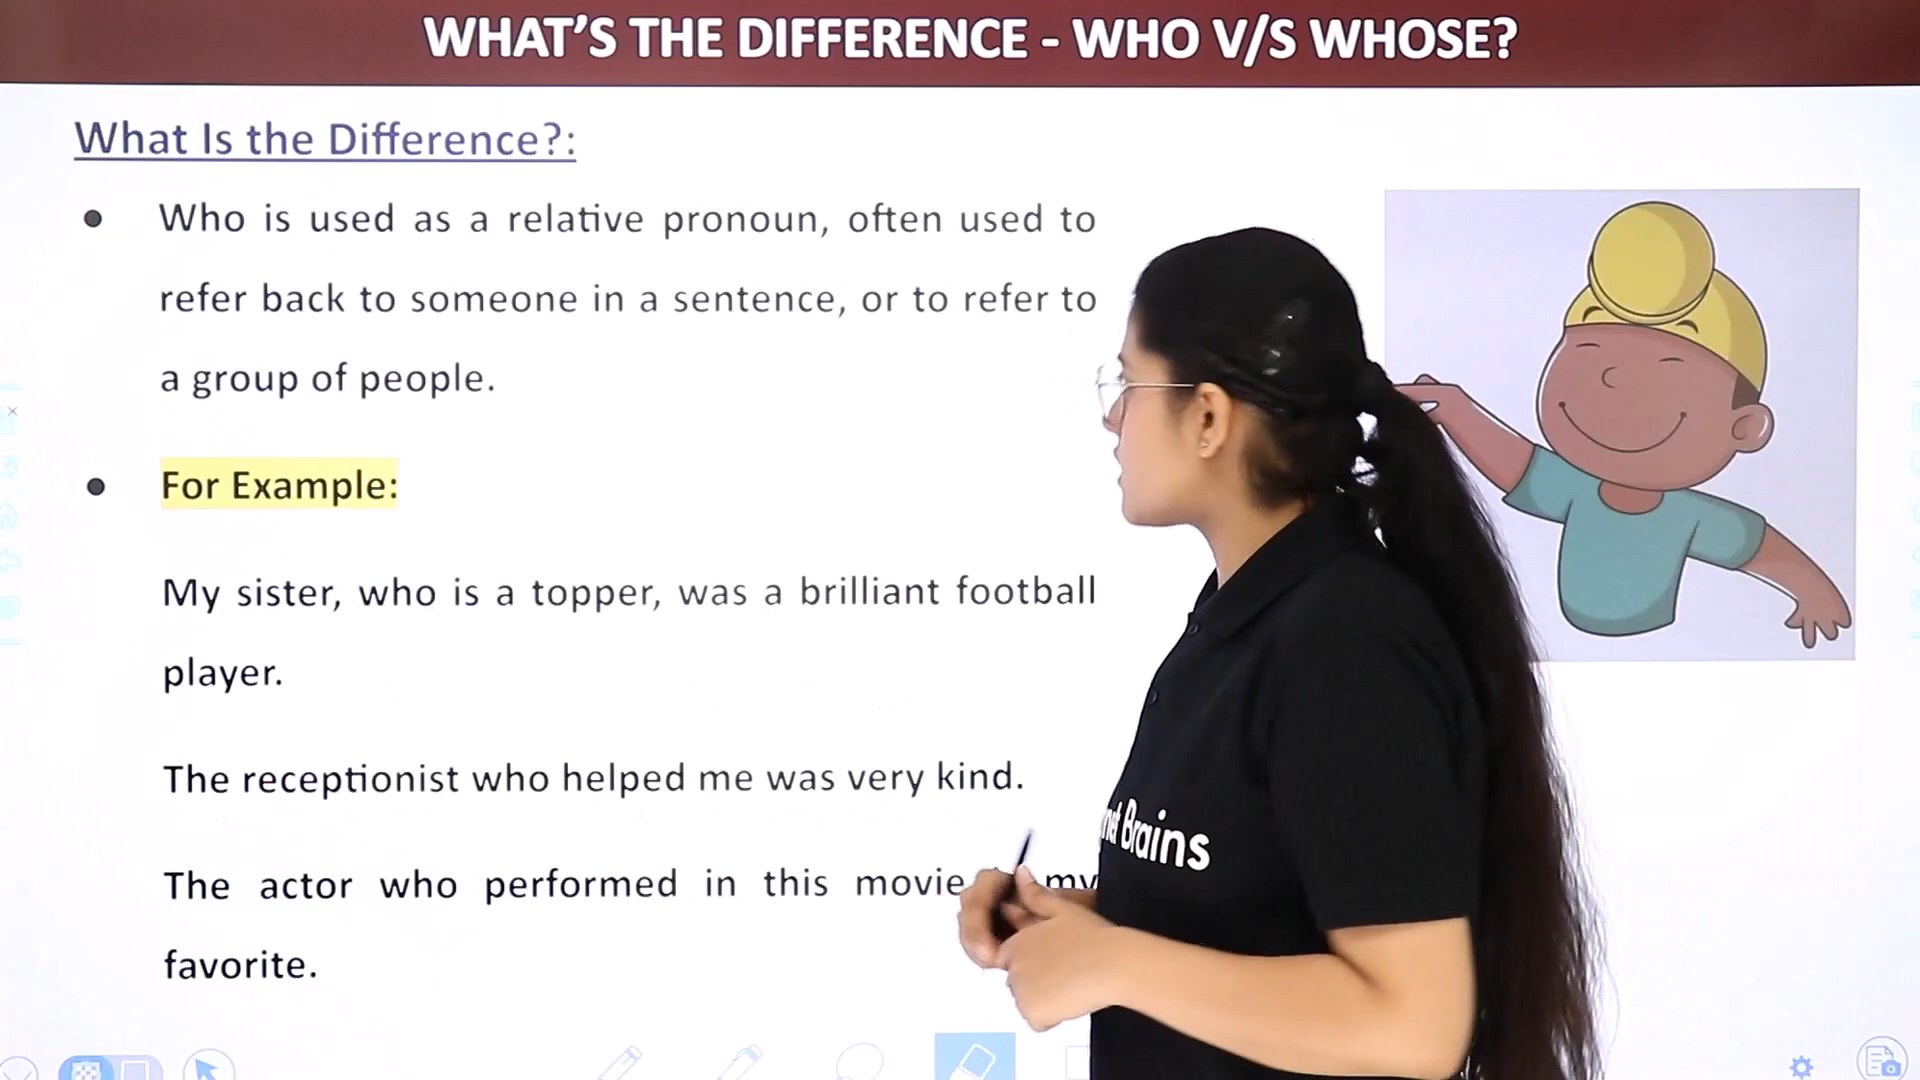 WHAT'S THE DIFFERENCE - WHO V/S WHOSE?
What Is the Difference?:
Who is used as a relative pronoun, often used to
refer back to someone in a sentence, or to refer to
a group of people.
For Example:
My sister, who is a topper, was a brilliant football
player.
The receptionist who helped me was very kind.
The actor who performed in this movie my
favorite.
Brains